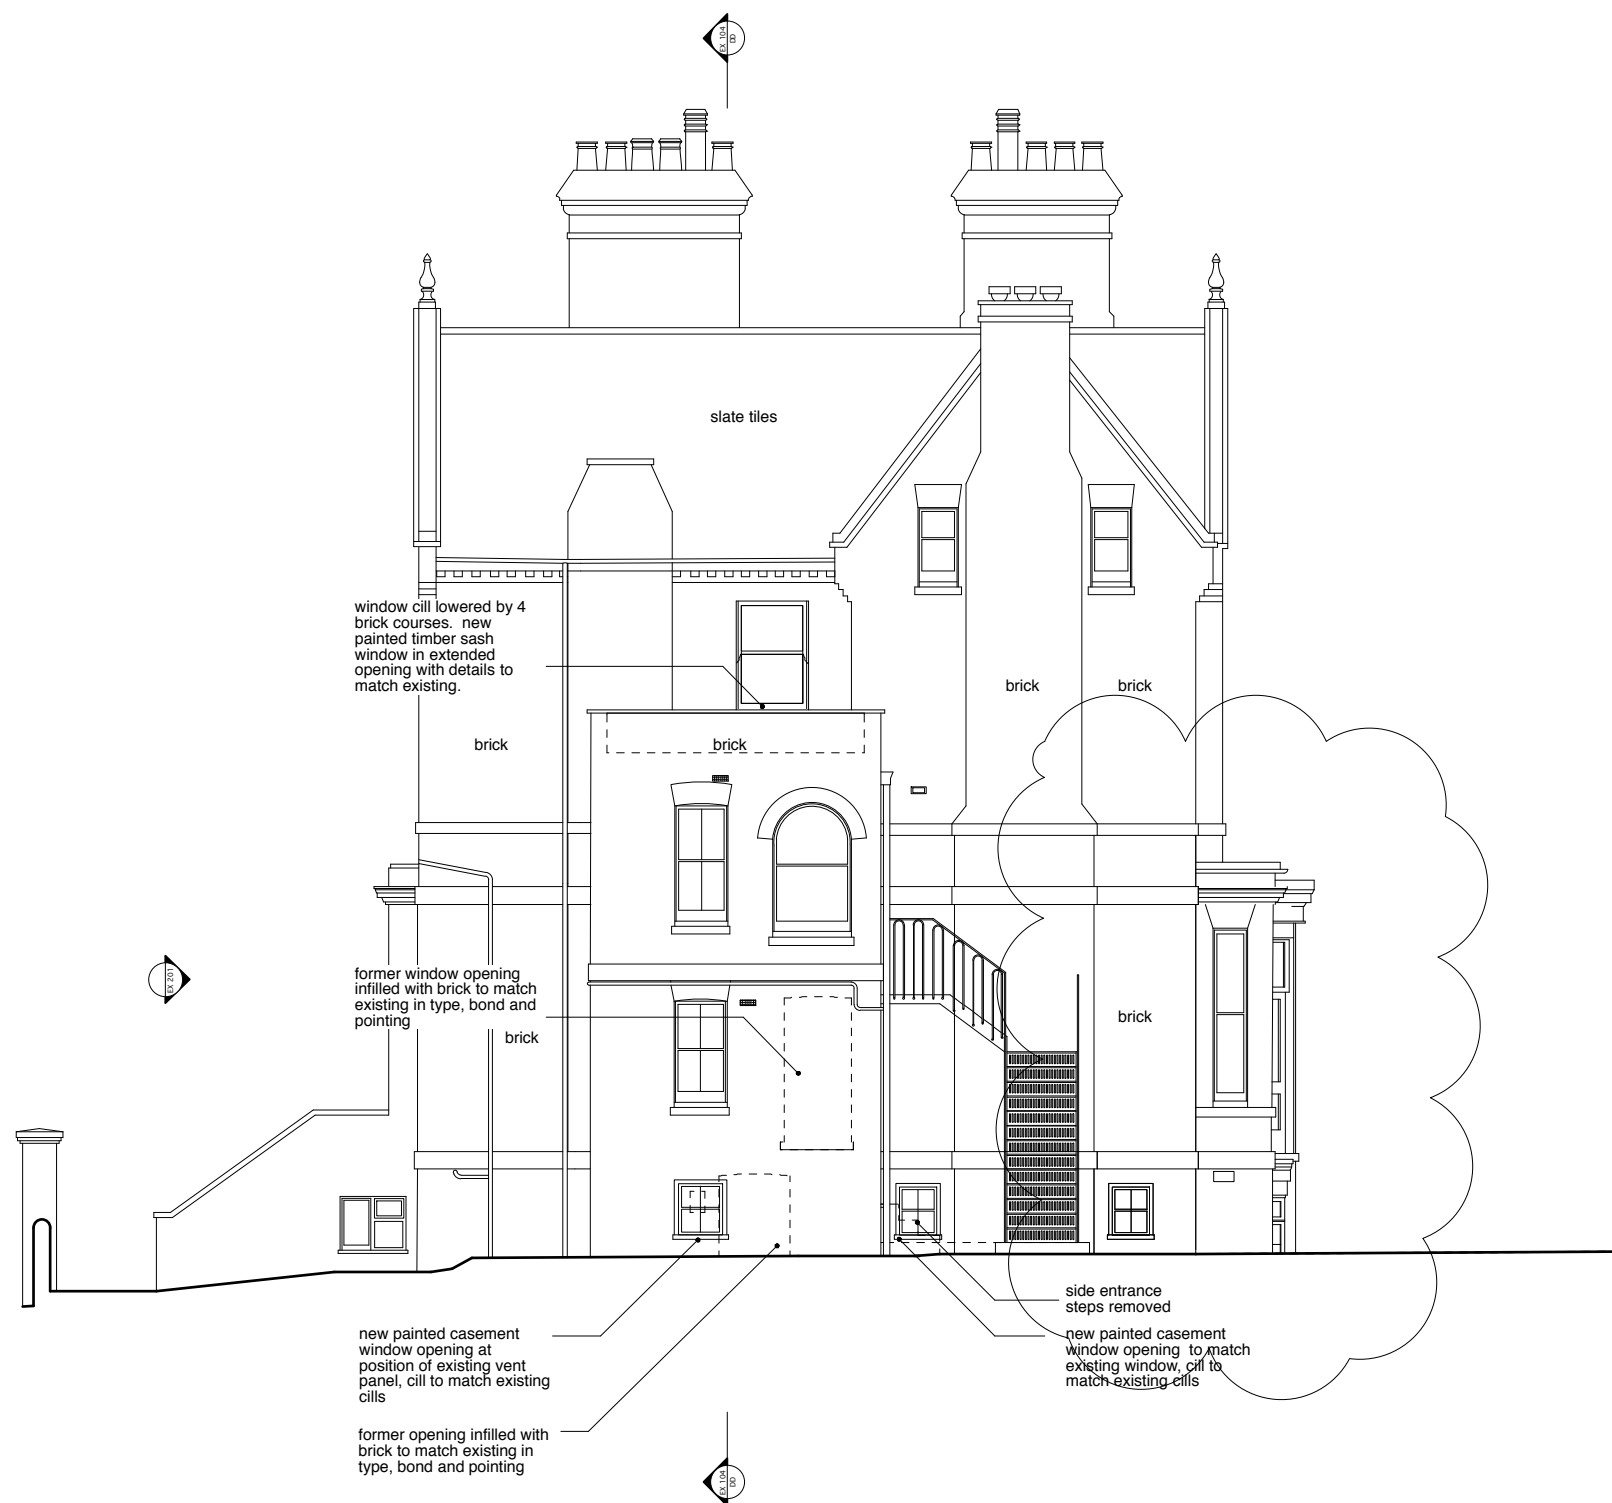 EX 104
DD
slate tiles
window cill lowered by 4
brick courses.  new
painted timber sash
window in extended
opening with details to
match existing.
brick
brick
brick
brick
EX 201
former window opening
infilled with brick to match
existing in type, bond and
pointing
brick
brick
side entrance
steps removed
new painted casement
window opening at
position of existing vent
panel, cill to match existing
cills
new painted casement
window opening  to match
existing window, cill to
match existing cills
former opening infilled with
brick to match existing in
type, bond and pointing
EX 104
DD